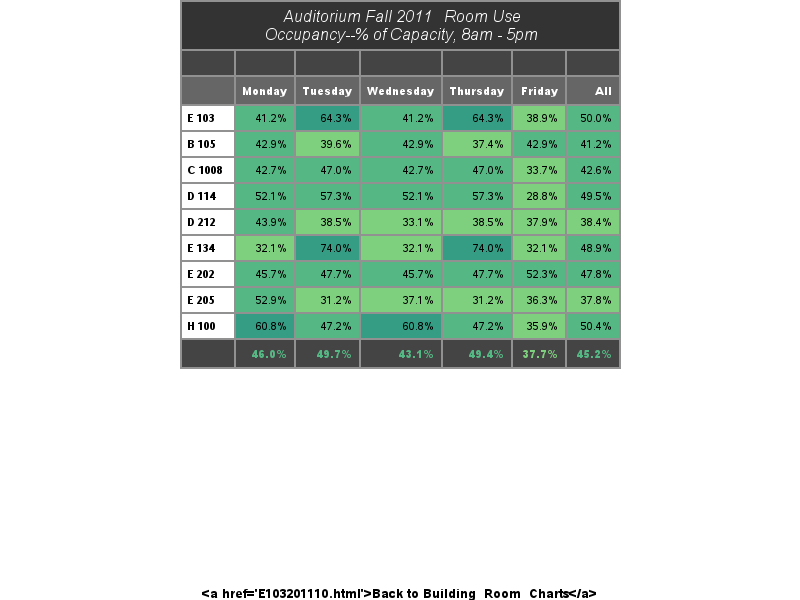 Auditorium Fall 2011 Room Use
Occupancy--% of Capacity, 8am - 5pm
Monday Tuesday Wednesday Thursday Friday All
E 103 41.2% 64.3% 41.2% 64.3% 38.9% 50.0%
B 105 42.9% 39.6% 42.9% 37.4% 42.9% 41.2%
C 1008 42.7% 47.0% 42.7% 47.0% 33.7% 42.6%
D 114 52.1% 57.3% 52.1% 57.3% 28.8% 49.5%
D 212 43.9% 38.5% 33.1% 38.5% 37.9% 38.4%
E 134 32.1% 74.0% 32.1% 74.0% 32.1% 48.9%
E 202 45.7% 47.7% 45.7% 47.7% 52.3% 47.8%
E 205 52.9% 31.2% 37.1% 31.2% 36.3% 37.8%
H 100 60.8% 47.2% 60.8% 47.2% 35.9% 50.4%
46.0% 49.7% 43.1% 49.4% 37.7% 45.2%
<a href='E103201110.html'>Back to Building Room Charts</a>